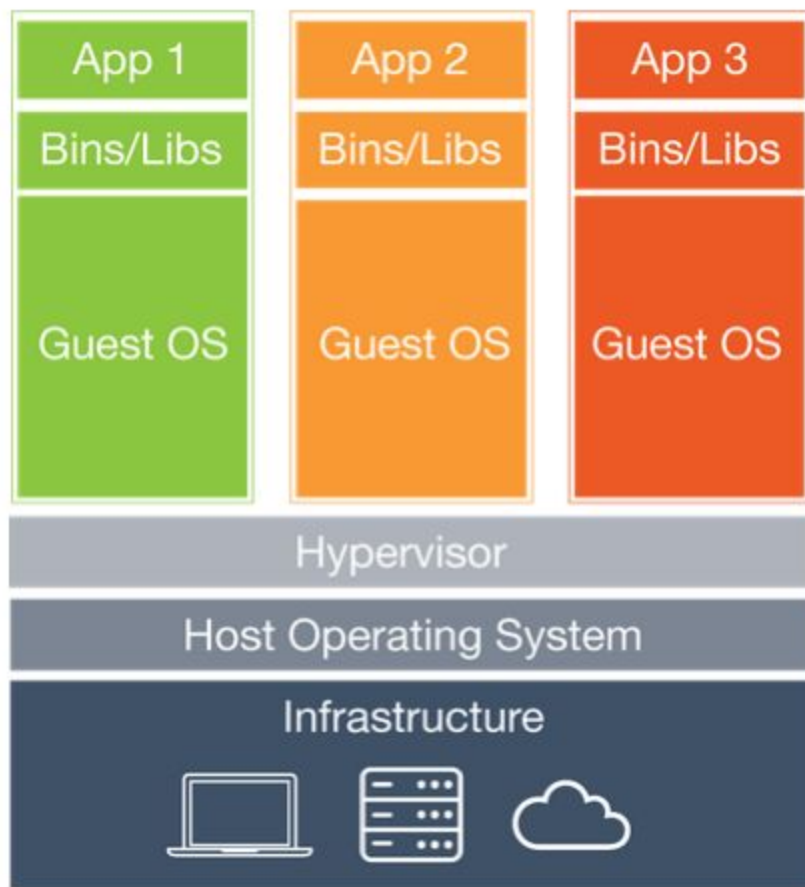 App 1
App 2
App 3
Bins/Libs
Bins/Libs
Bins/Libs
Guest OS
Guest OS
Guest OS
Hypervisor
Host Operating System
Infrastructure